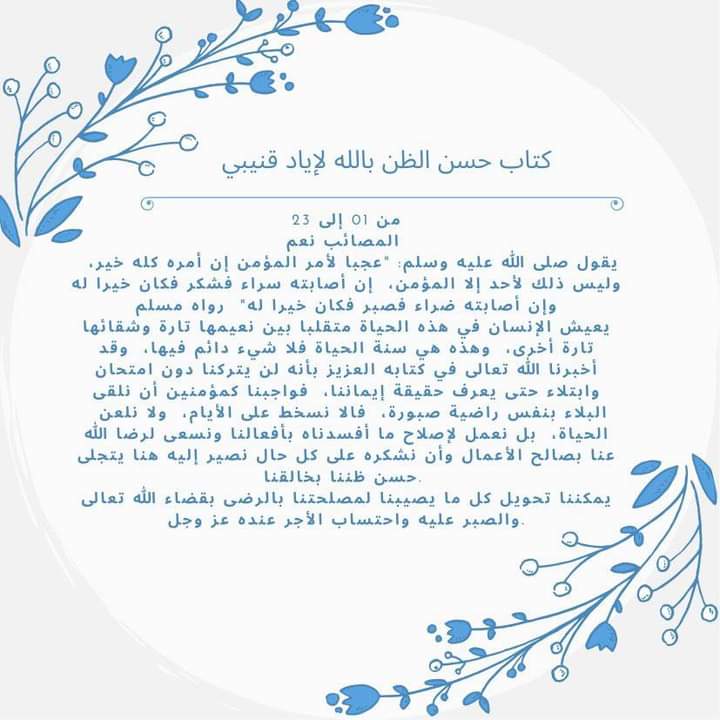 كتاب حسن الظن بالله لإياد قنيبي
من 01 إلى 23
المصائب نعم
يقول صلى الله عليه وسلم: "عجبا لأمر المؤمن إن أمره كله خير،
وليس ذلك لأحد إلا المؤمن، إن أصابته سراء فشكر فكان خيرا له
وإن أصابته ضراء فصبر فكان خيرا له" رواه مسلم
يعيش الإنسان في هذه الحياة متقلبا بين نعيمها تارة وشقائها
تارة أخرى، وهذه هي سنة الحياة فلا شيء دائم فيها، وقد
أخبرنا الله تعالى في كتابه العزيز بأنه لن يتركنا دون امتحان
وابتلاء حتى يعرف حقيقة إيماننا، فواجبنا كمؤمنين أن نلقى
البلاء بنفس راضية صبورة، فالا نسخط على الأيام، ولا نلعن
الحياة، بل نعمل لإصلاح ما أفسدناه بأفعالنا ونسعى لرضا الله
عنا بصالح الأعمال وأن نشكره على كل حال نصير إليه هنا يتجلى
حسن ظننا بخالقنا.
يمكننا تحويل كل ما يصيبنا لمصلحتنا بالرضى بقضاء الله تعالى
والصبر عليه واحتساب الأجر عنده عز وجل.